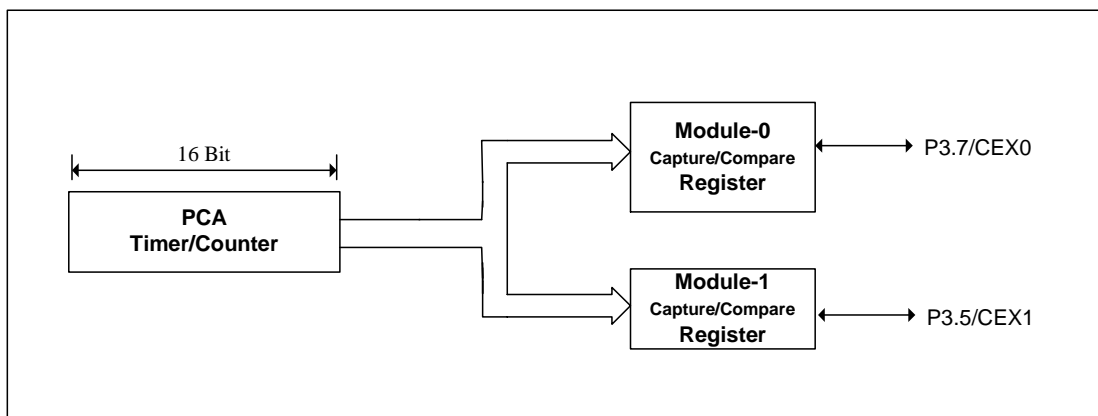 16 Bit
PCA
Timer/Counter
Module-0
Capture/Compare
Register
P3.7/CEX0
Module-1
Capture/Compare
Register
P3.5/CEX1